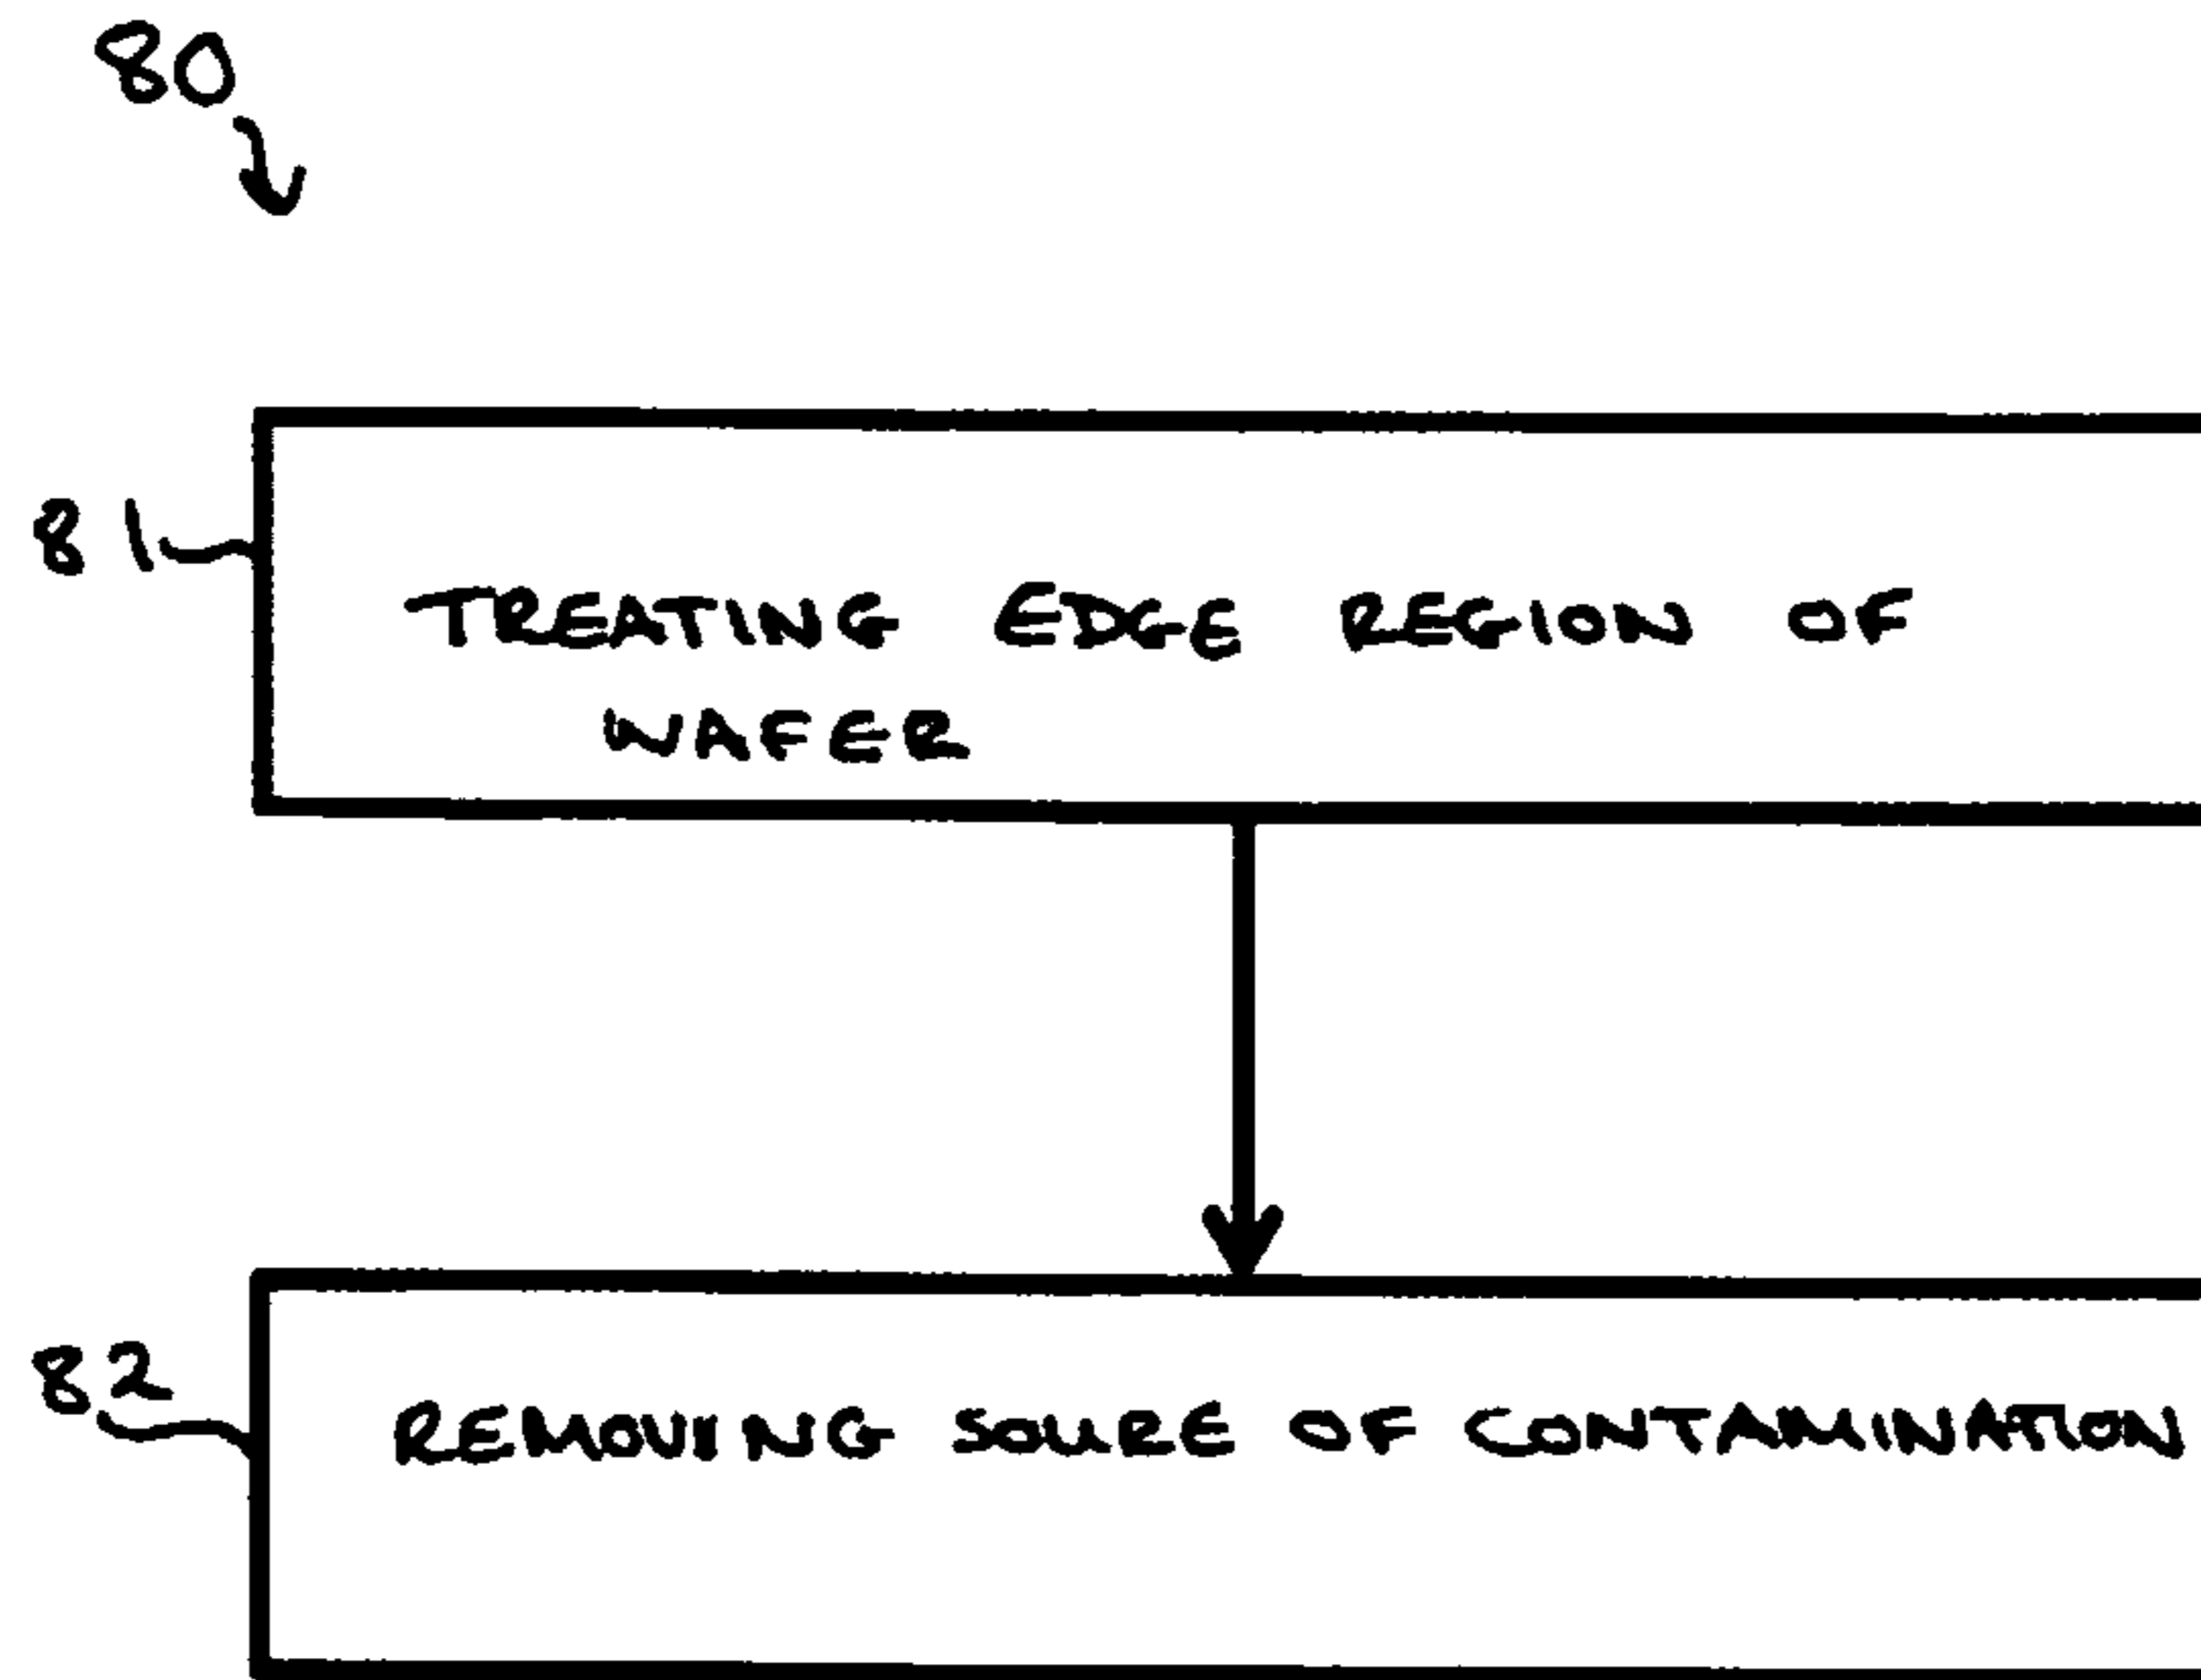 80
81
TREATING EDGE REGION OF
WAFER
82
REMOVING SOURE OF CONTAMINATION